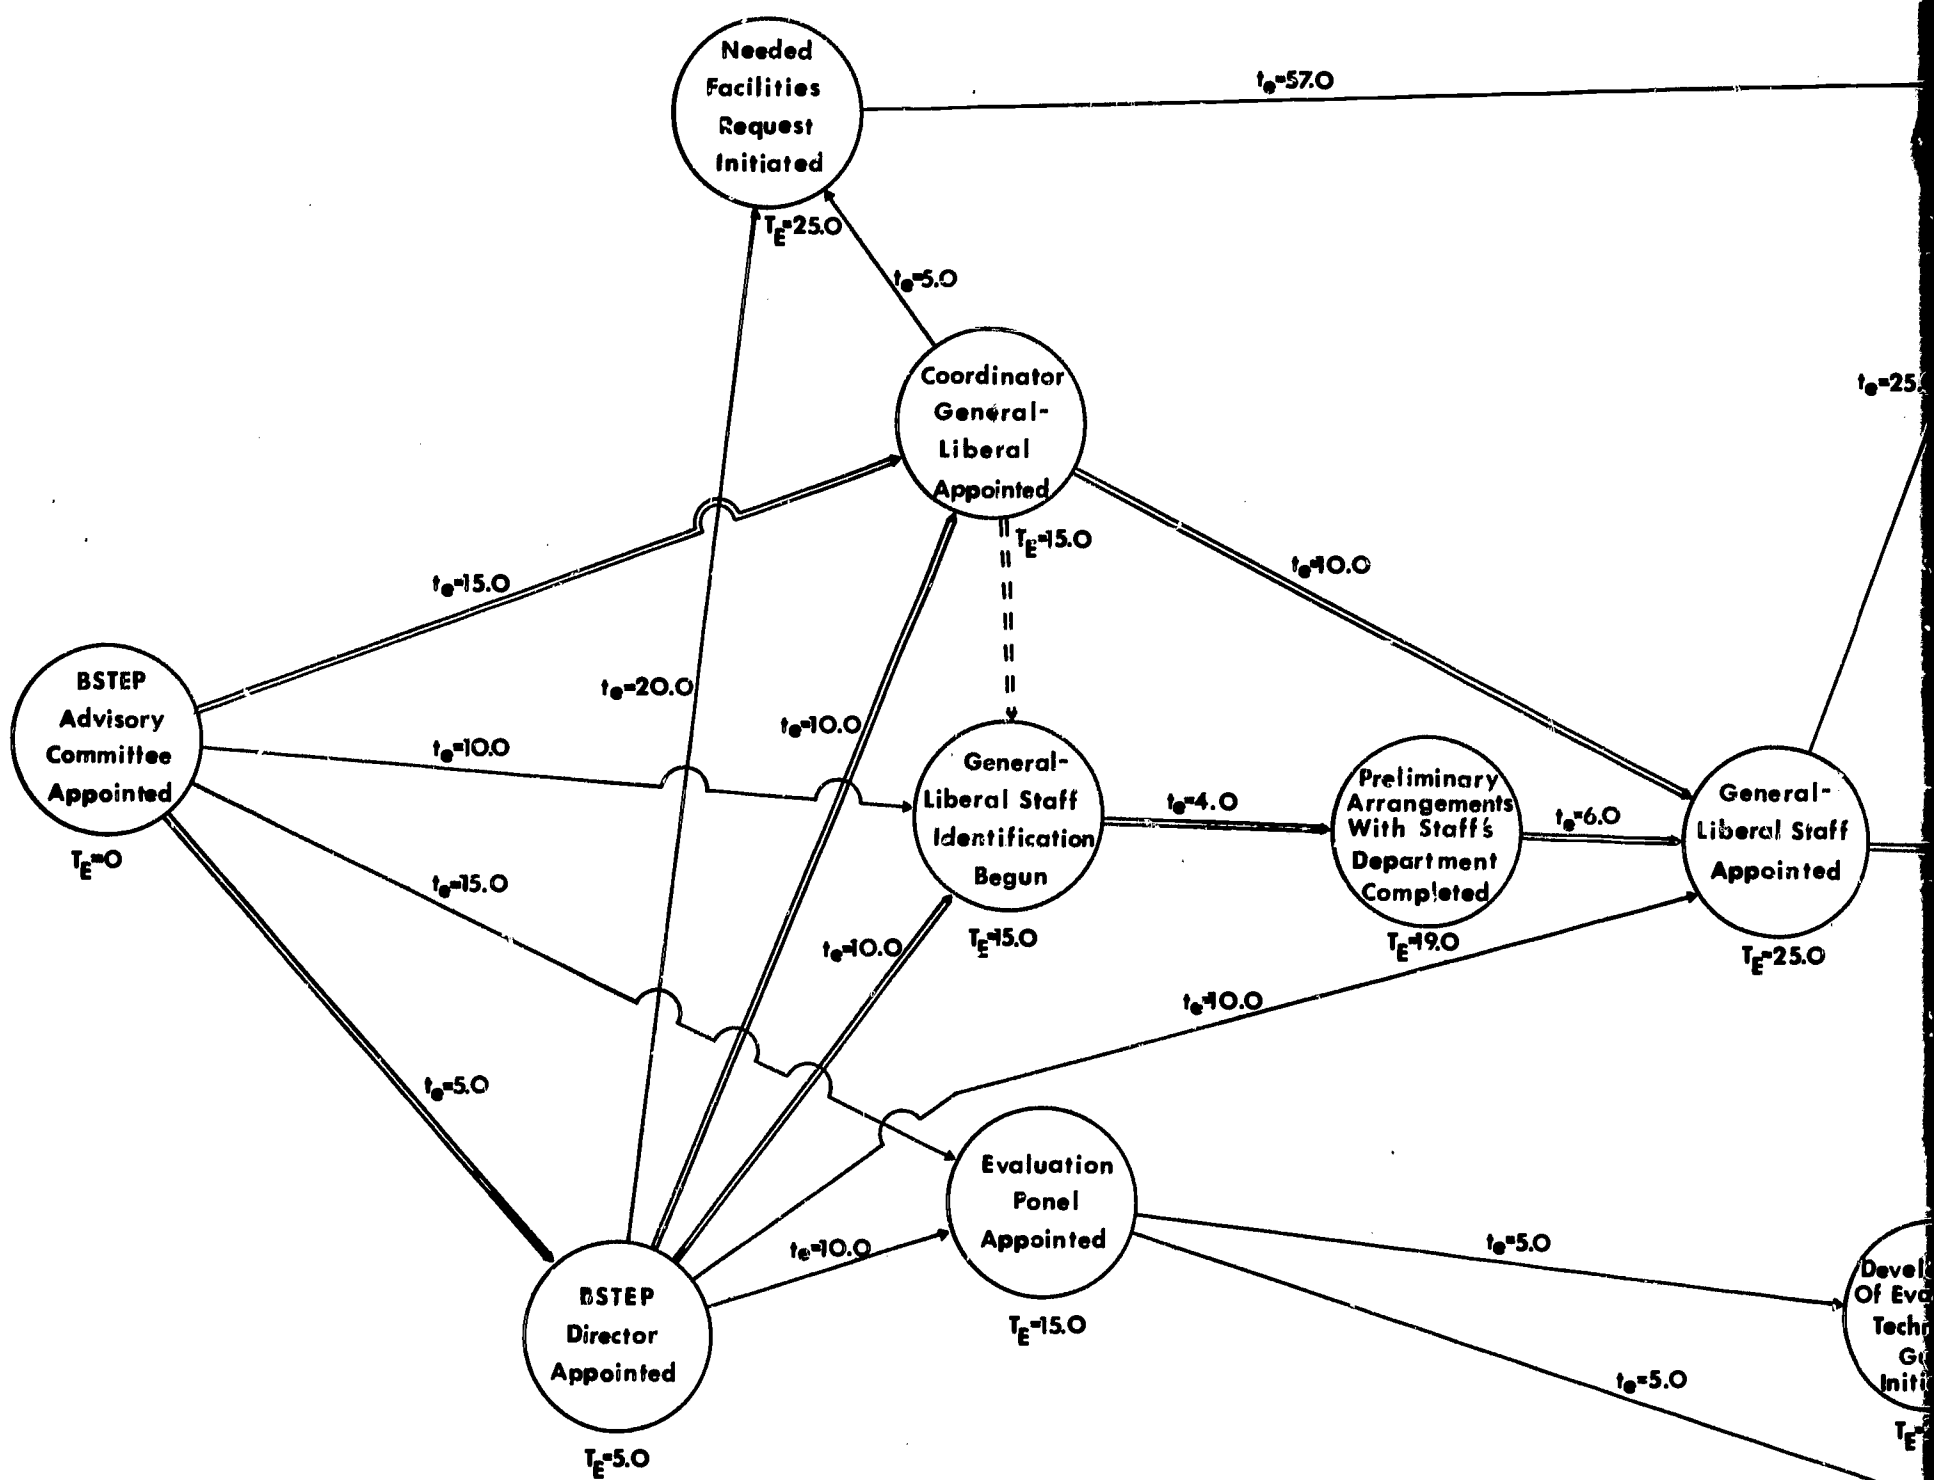 Needed
Facilities
Request
Initiated
TE=25.0
te=57.0
te=5.0
te=25.
Coordinator
General-
Liberal
Appointed
TE=15.0
te=15.0
te=10.0
te=20.0
te=10.0
BSTEP
Advisory
Committee
Appointed
TE=0
te=10.0
General-
Liberal Staff
Identification
Begun
TE=15.0
te=4.0
Preliminary
Arrangements
With Staff's
Department
Completed
TE=19.0
te=6.0
General-
Liberal Staff
Appointed
TE=25.0
te=15.0
te=10.0
te=10.0
te=5.0
Evaluation
Ponel
Appointed
TE=15.0
te=10.0
te=5.0
te=5.0
BSTEP
Director
Appointed
TE=5.0
Of
TE=